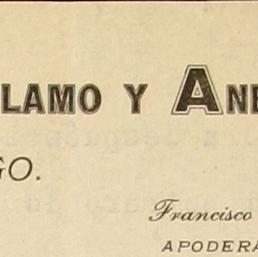 LAMO Y ANE
GO.
Francisco
APODERA